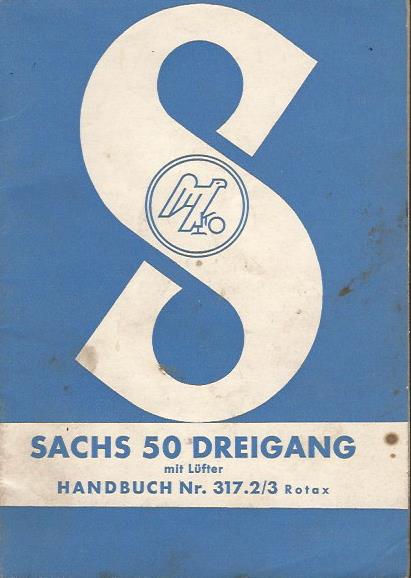 SACHS 50 DREIGANG
mit Lüfter
HANDBUCH Nr. 317.2/3 Rotax